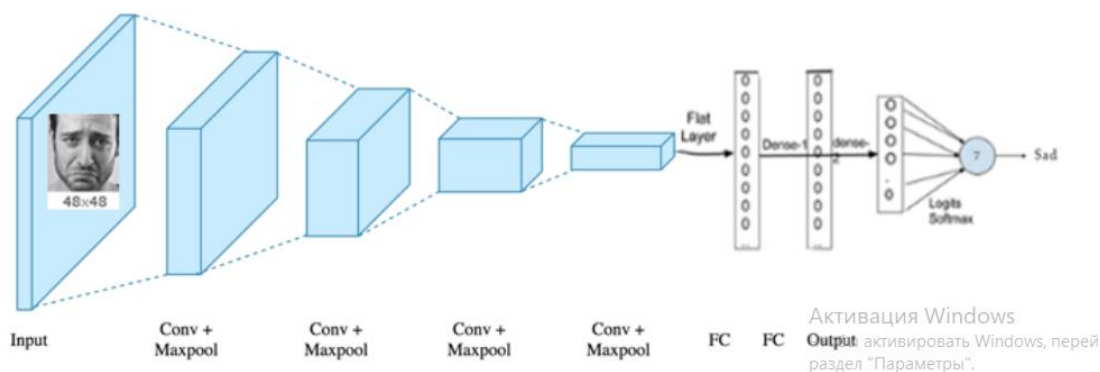 48x48
Flat
Layer
Dense-1
dense-
2
7
Sad
Logits
Softmax
Input
Conv +
Maxpool
Conv +
Maxpool
Conv +
Maxpool
Conv +
Maxpool
FC
FC
Output
Активация Windows
активировать Windows, перей
раздел "Параметры".